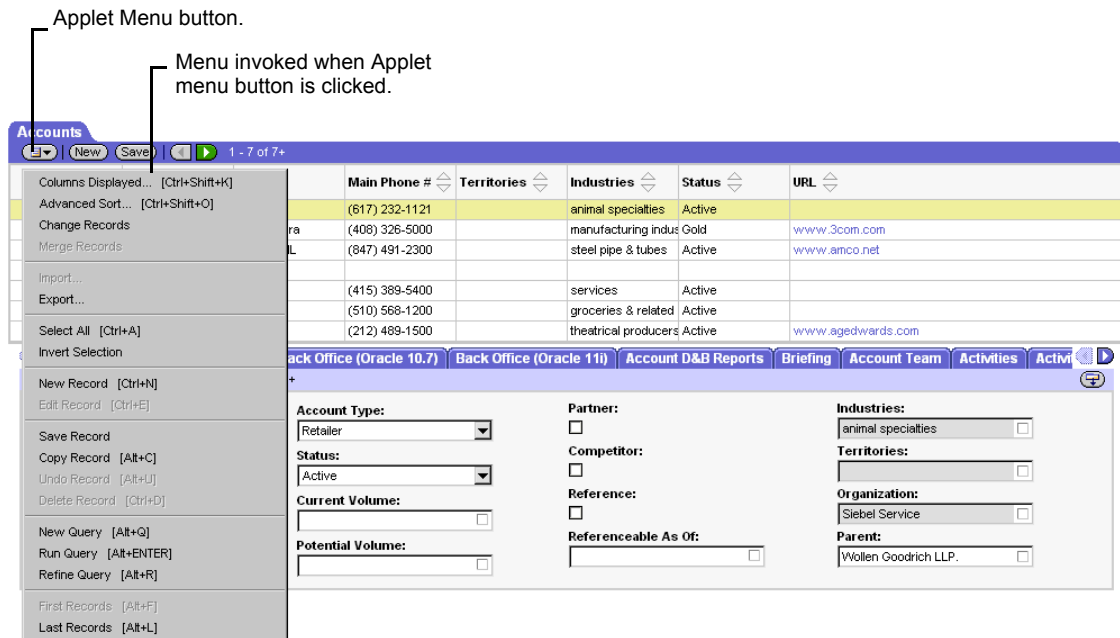 Applet Menu button.
Menu invoked when Applet
menu button is clicked.
Accounts
New Save 1 - 7 of 7+
Main Phone # Territories Industries Status URL
(617) 232-1121 animal specialties Active
ra (408) 326-5000 manufacturing indus Gold www.3com.com
IL (847) 491-2300 steel pipe & tubes Active www.amco.net
(415) 389-5400 services Active
(510) 568-1200 groceries & related Active
(212) 489-1500 theatrical producers Active www.agedwards.com
Columns Displayed... [Ctrl+Shift+K]
Advanced Sort... [Ctrl+Shift+O]
Change Records
Merge Records
Import...
Export...
Select All [Ctrl+A]
Invert Selection
New Record [Ctrl+N]
Edit Record [Ctrl+E]
Save Record
Copy Record [Alt+C]
Undo Record [Alt+U]
Delete Record [Ctrl+D]
New Query [Alt+Q]
Run Query [Alt+ENTER]
Refine Query [Alt+R]
First Records [Alt+F]
Last Records [Alt+L]
ack Office (Oracle 10.7) Back Office (Oracle 11i) Account D&B Reports Briefing Account Team Activities Activi
+
Account Type:
Retailer
Status:
Active
Current Volume:
Potential Volume:
Partner:
Competitor:
Reference:
Referenceable As Of:
Industries:
animal specialties
Territories:
Organization:
Siebel Service
Parent:
Wollen Goodrich LLP.